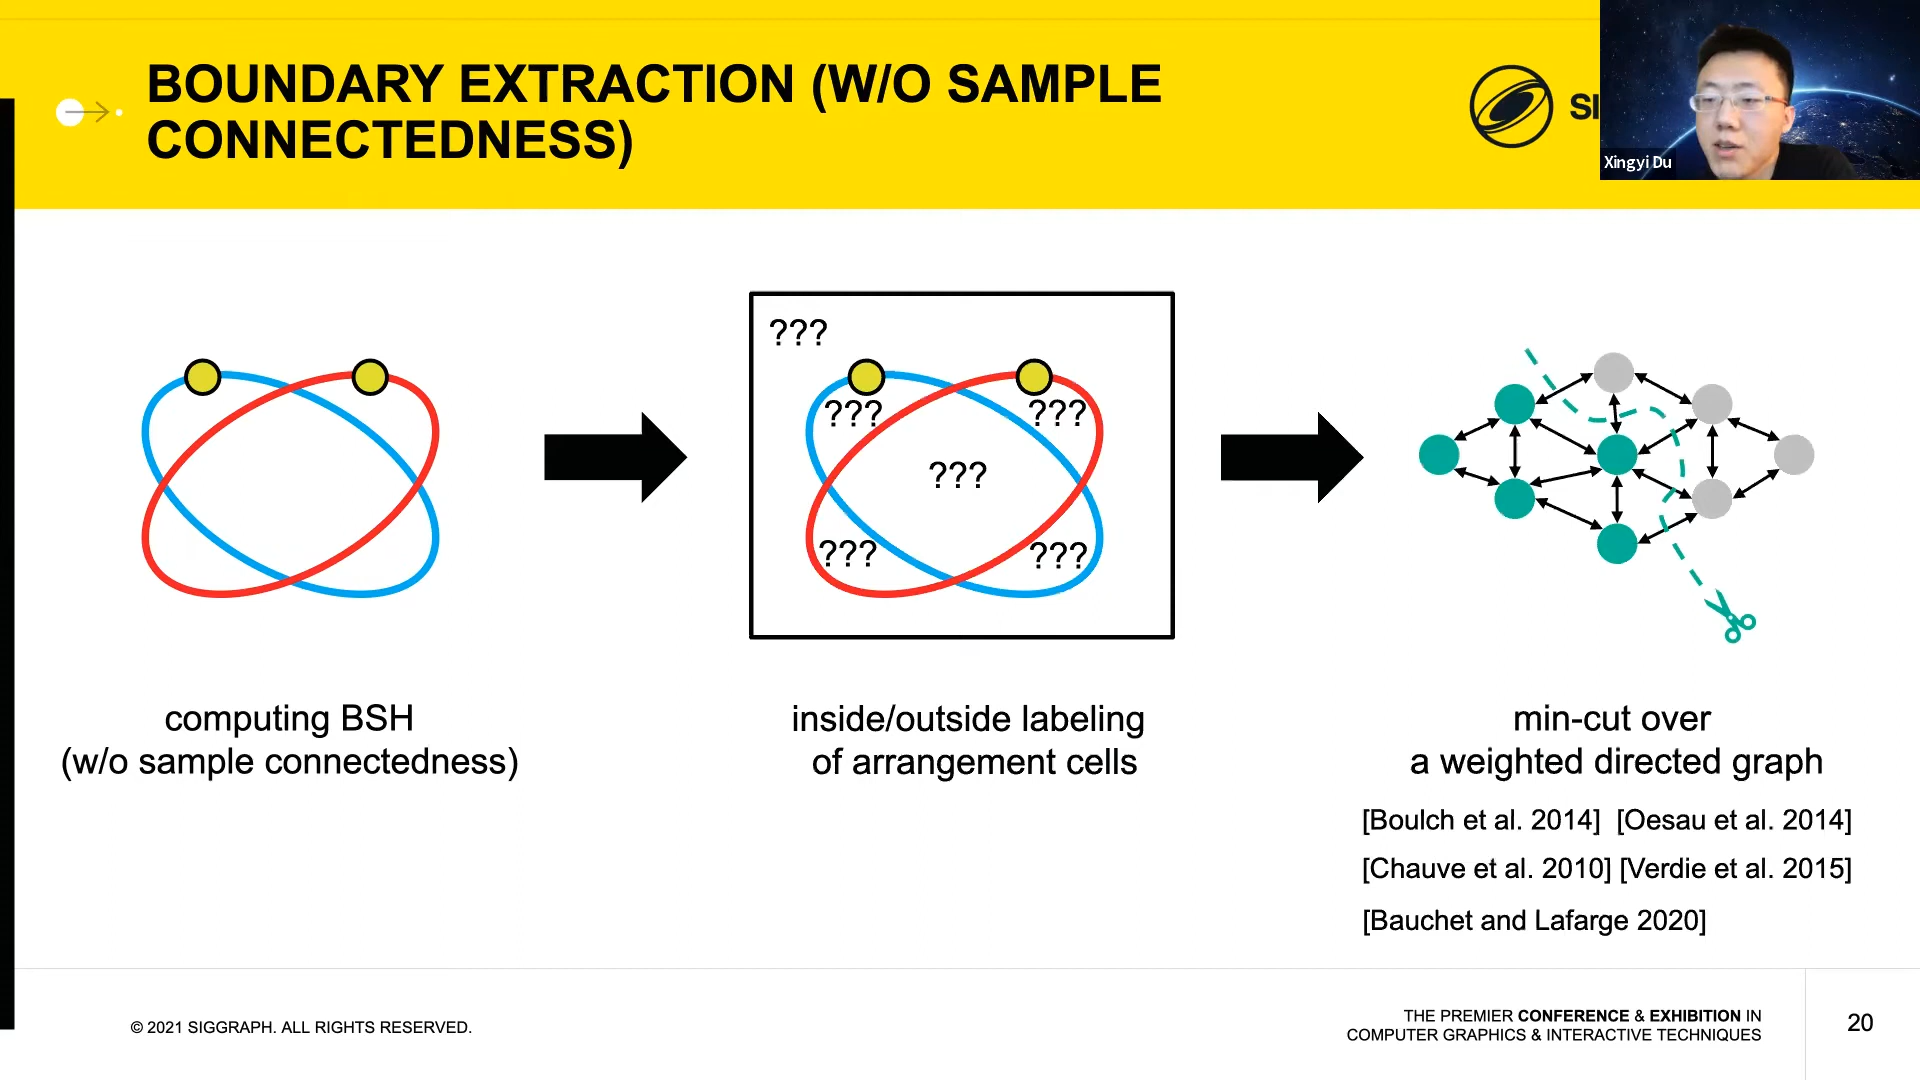 BOUNDARY EXTRACTION (W/O SAMPLE
CONNECTEDNESS)
SI
Xingyi Du
???
??? ???
???
??? ???
computing BSH
(w/o sample connectedness)
inside/outside labeling
of arrangement cells
min-cut over
a weighted directed graph
[Boulch et al. 2014] [Oesau et al. 2014]
[Chauve et al. 2010] [Verdie et al. 2015]
[Bauchet and Lafarge 2020]
© 2021 SIGGRAPH. ALL RIGHTS RESERVED.
THE PREMIER CONFERENCE & EXHIBITION IN
COMPUTER GRAPHICS & INTERACTIVE TECHNIQUES
20